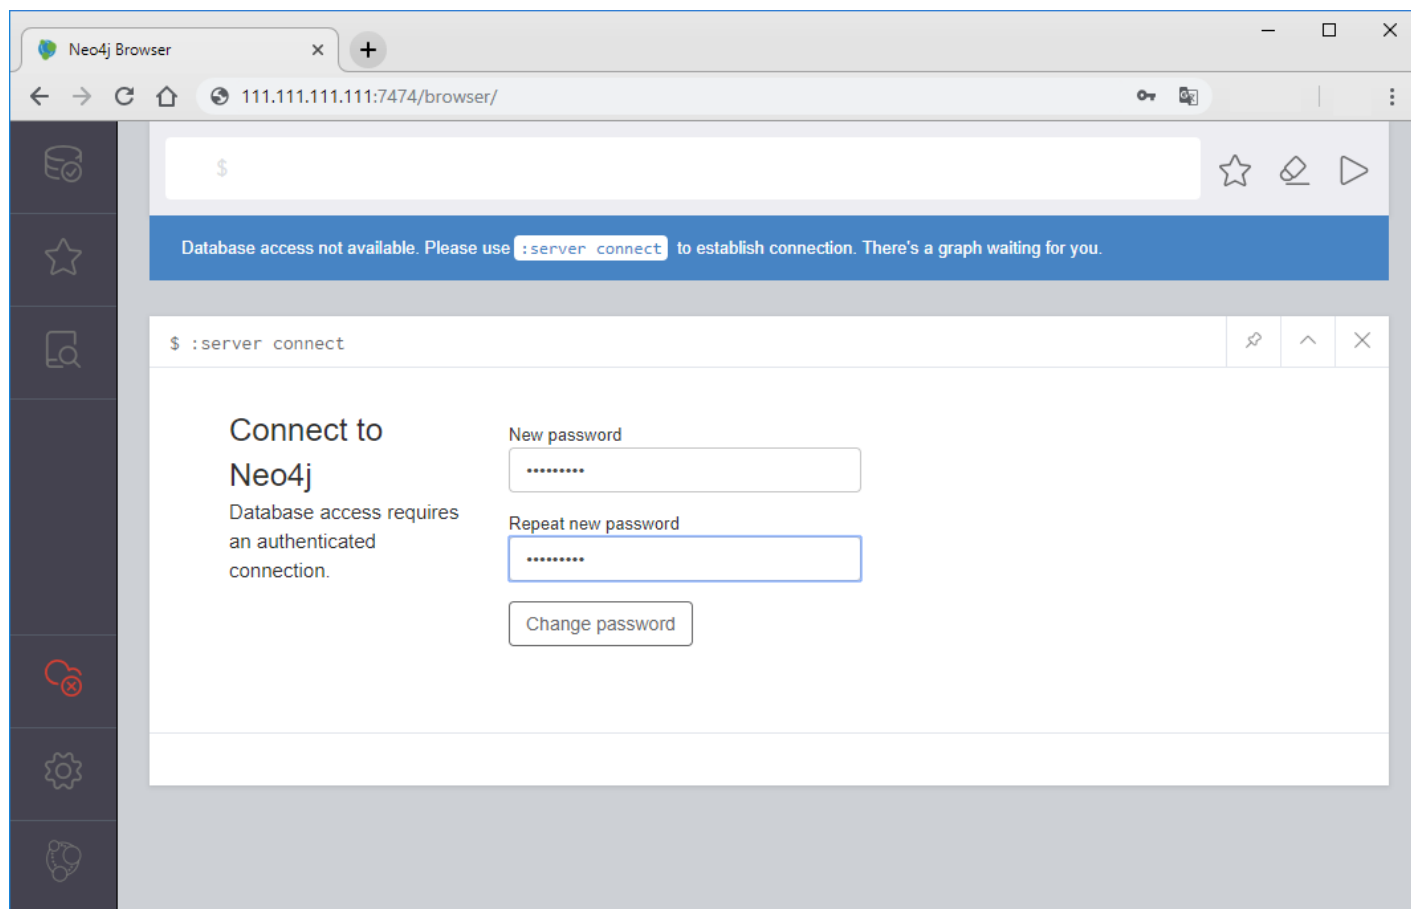 Neo4j Browser
111.111.111.111:7474/browser/
$
Database access not available. Please use :server connect to establish connection. There's a graph waiting for you.
$ :server connect
Connect to
Neo4j
Database access requires
an authenticated
connection.
New password
•••••••••
Repeat new password
•••••••••
Change password